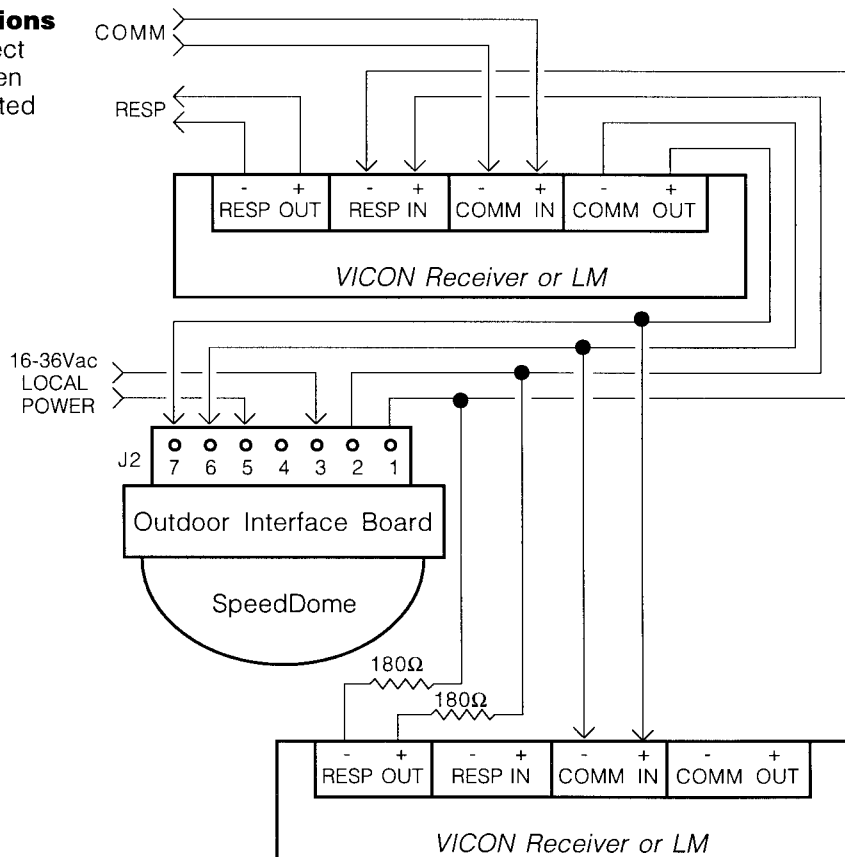 ions
ect
en
ted
COMM
RESP
- + - + - + - +
RESP OUT RESP IN COMM IN COMM OUT
VICON Receiver or LM
16-36Vac
LOCAL
POWER
J2
7 6 5 4 3 2 1
Outdoor Interface Board
SpeedDome
180Ω
180Ω
- + - + - + - +
RESP OUT RESP IN COMM IN COMM OUT
VICON Receiver or LM